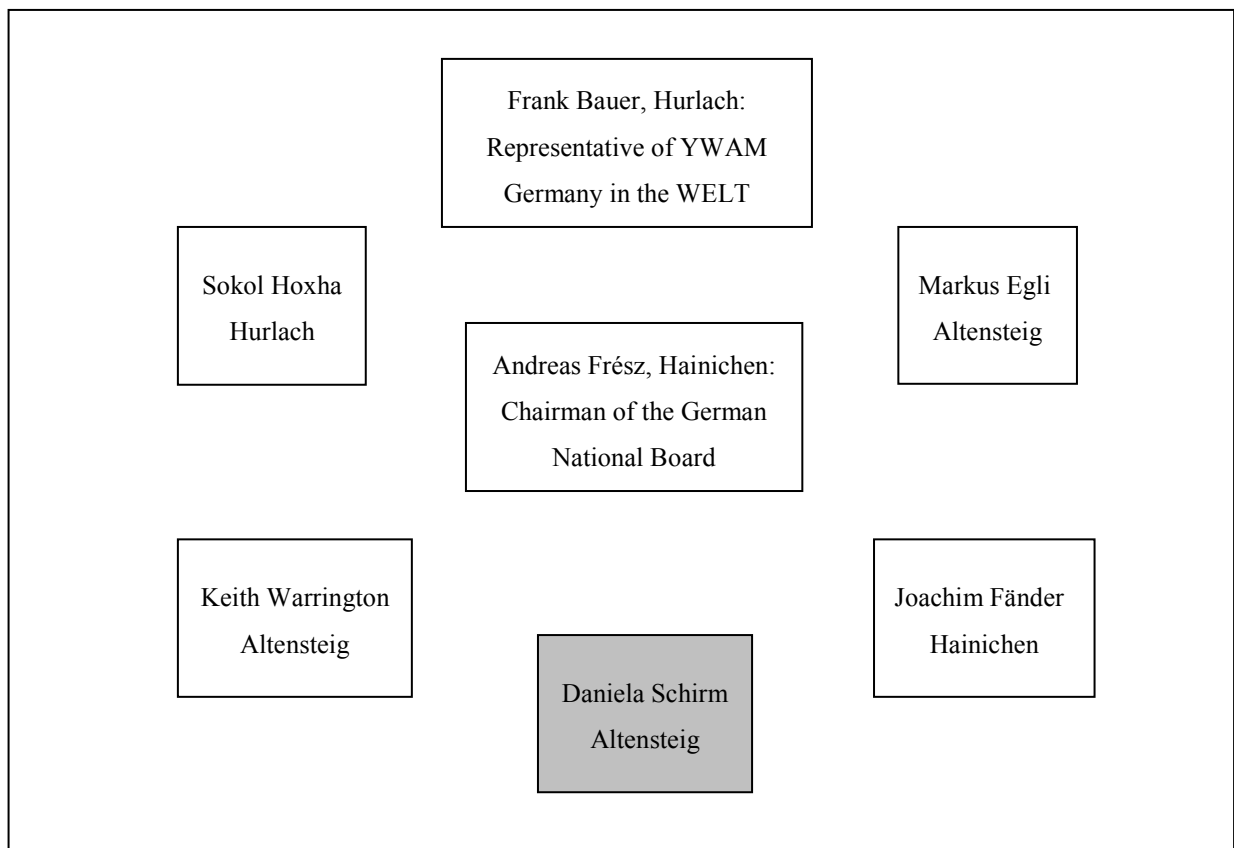 Frank Bauer, Hurlach:
Representative of YWAM
Germany in the WELT
Sokol Hoxha
Hurlach
Markus Egli
Altensteig
Andreas Frész, Hainichen:
Chairman of the German
National Board
Keith Warrington
Altensteig
Joachim Fänder
Hainichen
Daniela Schirm
Altensteig